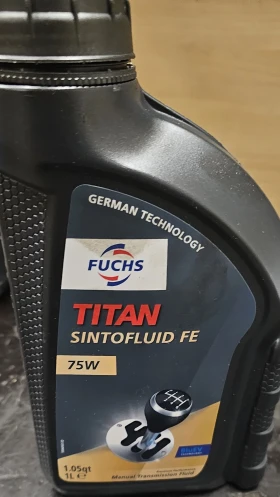 GERMAN TECHNOLOGY
FUCHS
TITAN
SINTOFLUID FE
75W
1.05qt
1L ℮
Manual Transmission Fluid